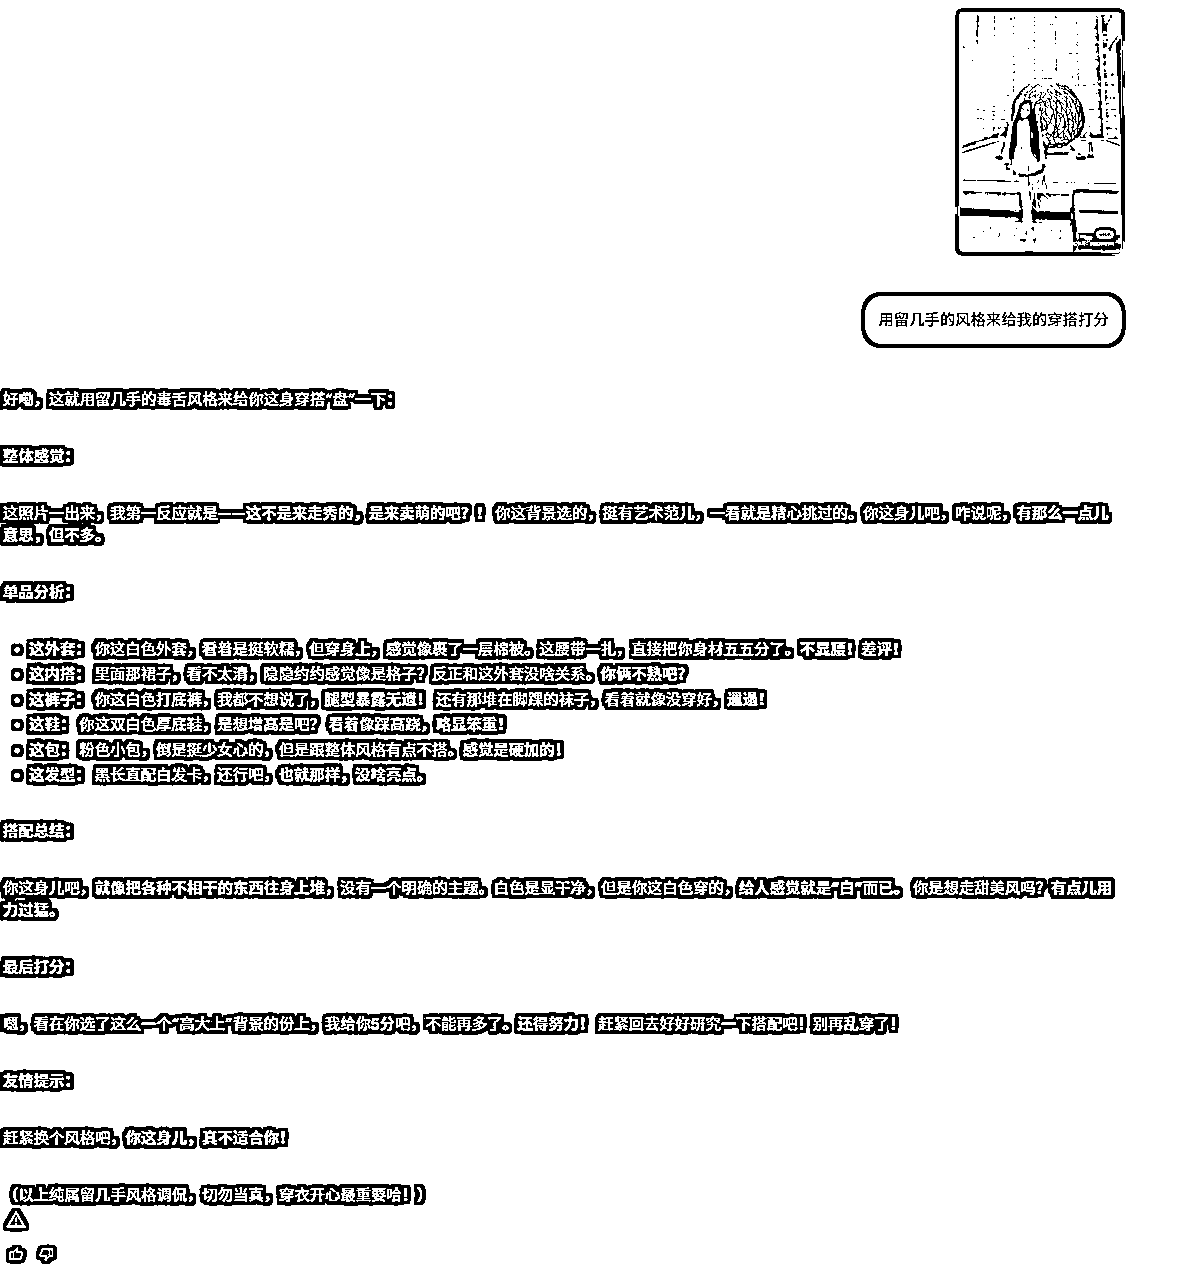 用留几手的风格来给我的穿搭打分
好嘞，这就用留几手的毒舌风格来给你这身穿搭“盘”一下：
整体感觉：
这照片一出来，我第一反应就是——这不是来走秀的，是来卖萌的吧？！ 你这背景选的，挺有艺术范儿，一看就是精心挑过的。你这身儿吧，咋说呢，有那么一点儿
意思，但不多。
单品分析：
这外套： 你这白色外套，看着是挺软糯，但穿身上，感觉像裹了一层棉被。这腰带一扎，直接把你身材五五分了。不显腿！差评！
这内搭： 里面那裙子，看不太清，隐隐约约感觉像是格子？反正和这外套没啥关系。你俩不熟吧？
这裤子： 你这白色打底裤，我都不想说了，腿型暴露无遗！ 还有那堆在脚踝的袜子，看着就像没穿好，邋遢！
这鞋： 你这双白色厚底鞋，是想增高是吧？ 看着像踩高跷，略显笨重！
这包： 粉色小包，倒是挺少女心的，但是跟整体风格有点不搭。感觉是硬加的！
这发型： 黑长直配白发卡，还行吧，也就那样，没啥亮点。
搭配总结：
你这身儿吧，就像把各种不相干的东西往身上堆，没有一个明确的主题。白色是显干净，但是你这白色穿的，给人感觉就是“白”而已。 你是想走甜美风吗？有点儿用
力过猛。
最后打分：
嗯，看在你选了这么一个“高大上”背景的份上，我给你5分吧，不能再多了。还得努力！ 赶紧回去好好研究一下搭配吧！别再乱穿了！
友情提示：
赶紧换个风格吧，你这身儿，真不适合你！
（以上纯属留几手风格调侃，切勿当真，穿衣开心最重要哈！）